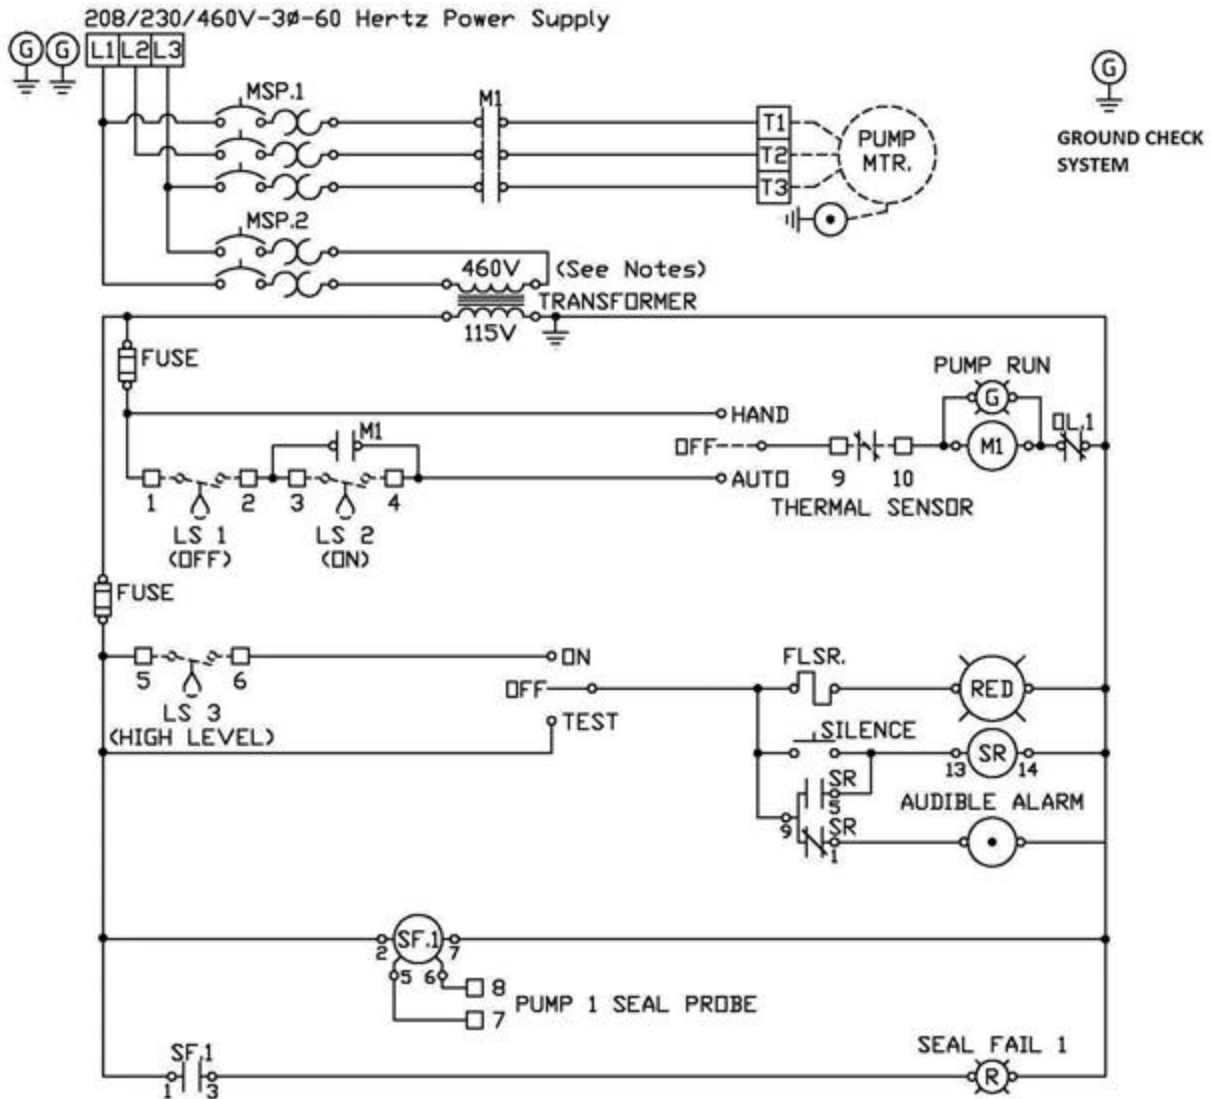 208/230/460V-3Ø-60 Hertz Power Supply
G G L1 L2 L3
G
GROUND CHECK
SYSTEM
MSP.1
M1
T1
T2
T3
PUMP
MTR.
MSP.2
460V (See Notes)
TRANSFORMER
115V
FUSE
PUMP RUN
G
HAND
M1
OFF
OL.1
M1
AUTO
1 2 3 4
9 10
THERMAL SENSOR
LS 1
(OFF)
LS 2
(ON)
FUSE
5 6
LS 3
(HIGH LEVEL)
ON
OFF
TEST
FLSR.
RED
SILENCE
SR
13 14
SR
5
9
SR
1
AUDIBLE ALARM
SF.1
2 7
5 6
8
7
PUMP 1 SEAL PROBE
SF.1
1 3
SEAL FAIL 1
R